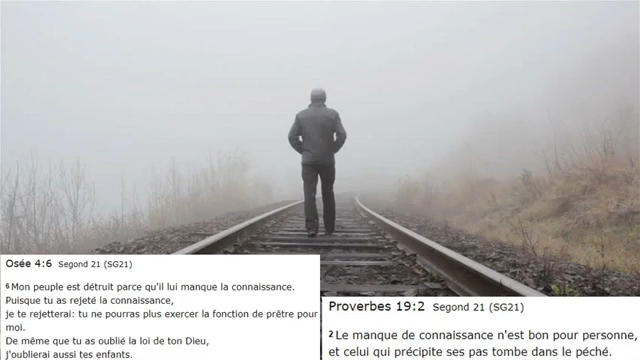 Osée 4:6 Segond 21 (SG21)
6 Mon peuple est détruit parce qu'il lui manque la connaissance.
Puisque tu as rejeté la connaissance,
je te rejetterai: tu ne pourras plus exercer la fonction de prêtre pour
moi.
De même que tu as oublié la loi de ton Dieu,
j'oublierai aussi tes enfants.
Proverbes 19:2 Segond 21 (SG21)
2 Le manque de connaissance n'est bon pour personne,
et celui qui précipite ses pas tombe dans le péché.